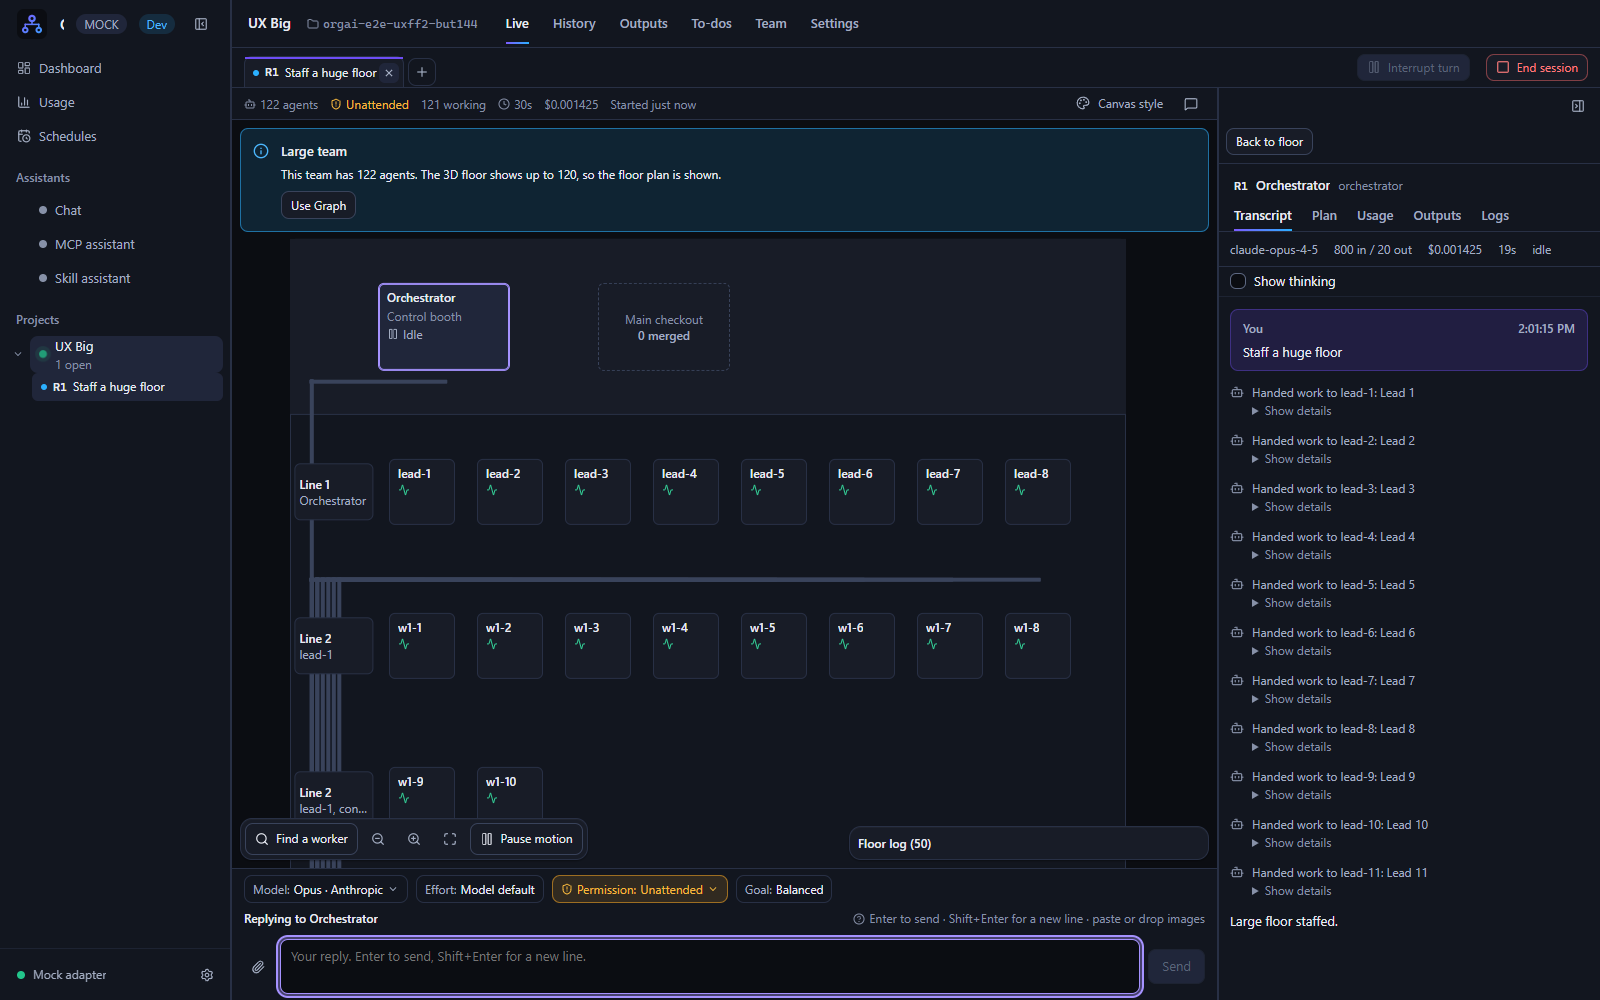 MOCK
Dev
Dashboard
Usage
Schedules
Assistants
Chat
MCP assistant
Skill assistant
Projects
UX Big
1 open
R1 Staff a huge floor
Mock adapter
UX Big
orgai-e2e-uxff2-but144
Live
History
Outputs
To-dos
Team
Settings
R1 Staff a huge floor
Interrupt turn
End session
122 agents
Unattended
121 working
30s
$0.001425
Started just now
Canvas style
Large team
This team has 122 agents. The 3D floor shows up to 120, so the floor plan is shown.
Use Graph
Orchestrator
Control booth
Idle
Main checkout
0 merged
Line 1
Orchestrator
lead-1
lead-2
lead-3
lead-4
lead-5
lead-6
lead-7
lead-8
Line 2
lead-1
w1-1
w1-2
w1-3
w1-4
w1-5
w1-6
w1-7
w1-8
Line 2
lead-1, con...
w1-9
w1-10
Find a worker
Pause motion
Floor log (50)
Model: Opus · Anthropic
Effort: Model default
Permission: Unattended
Goal: Balanced
Replying to Orchestrator
Enter to send · Shift+Enter for a new line · paste or drop images
Your reply. Enter to send, Shift+Enter for a new line.
Send
Back to floor
R1 Orchestrator orchestrator
Transcript
Plan
Usage
Outputs
Logs
claude-opus-4-5
800 in / 20 out
$0.001425
19s
idle
Show thinking
You
2:01:15 PM
Staff a huge floor
Handed work to lead-1: Lead 1
Show details
Handed work to lead-2: Lead 2
Show details
Handed work to lead-3: Lead 3
Show details
Handed work to lead-4: Lead 4
Show details
Handed work to lead-5: Lead 5
Show details
Handed work to lead-6: Lead 6
Show details
Handed work to lead-7: Lead 7
Show details
Handed work to lead-8: Lead 8
Show details
Handed work to lead-9: Lead 9
Show details
Handed work to lead-10: Lead 10
Show details
Handed work to lead-11: Lead 11
Show details
Large floor staffed.